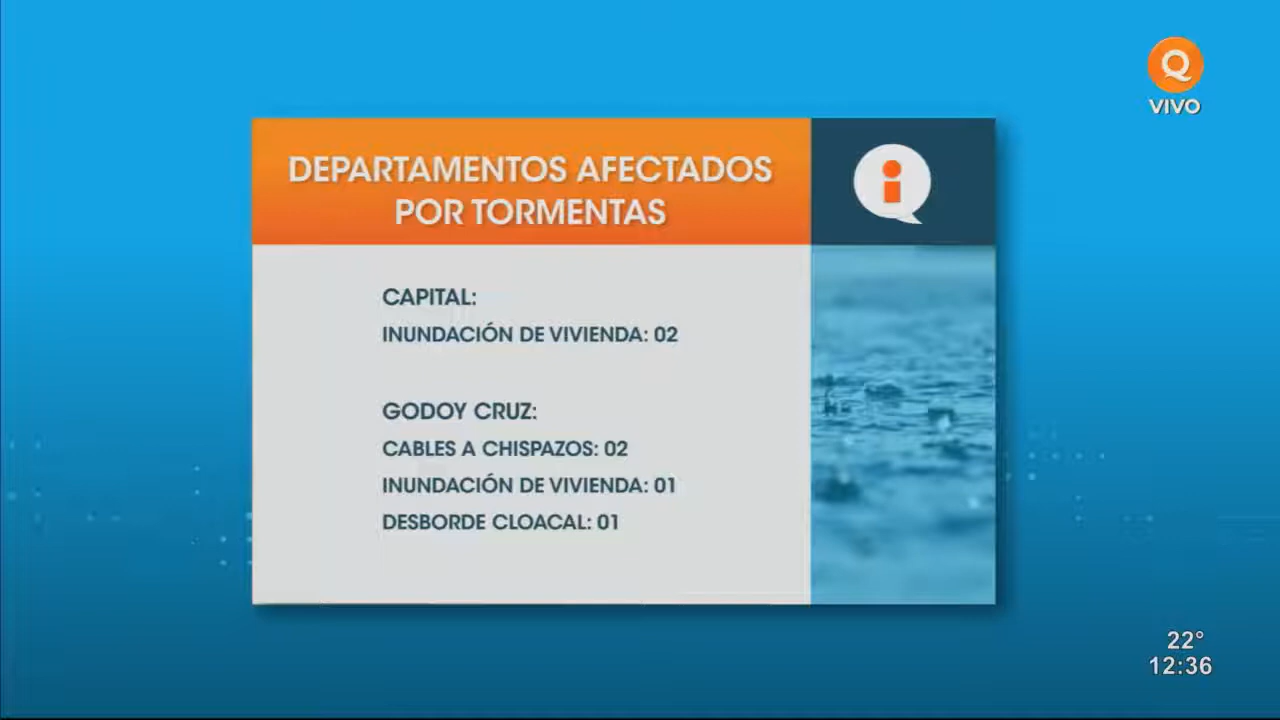 Q
VIVO
DEPARTAMENTOS AFECTADOS
POR TORMENTAS
i
CAPITAL:
INUNDACIÓN DE VIVIENDA: 02
GODOY CRUZ:
CABLES A CHISPAZOS: 02
INUNDACIÓN DE VIVIENDA: 01
DESBORDE CLOACAL: 01
22°
12:36